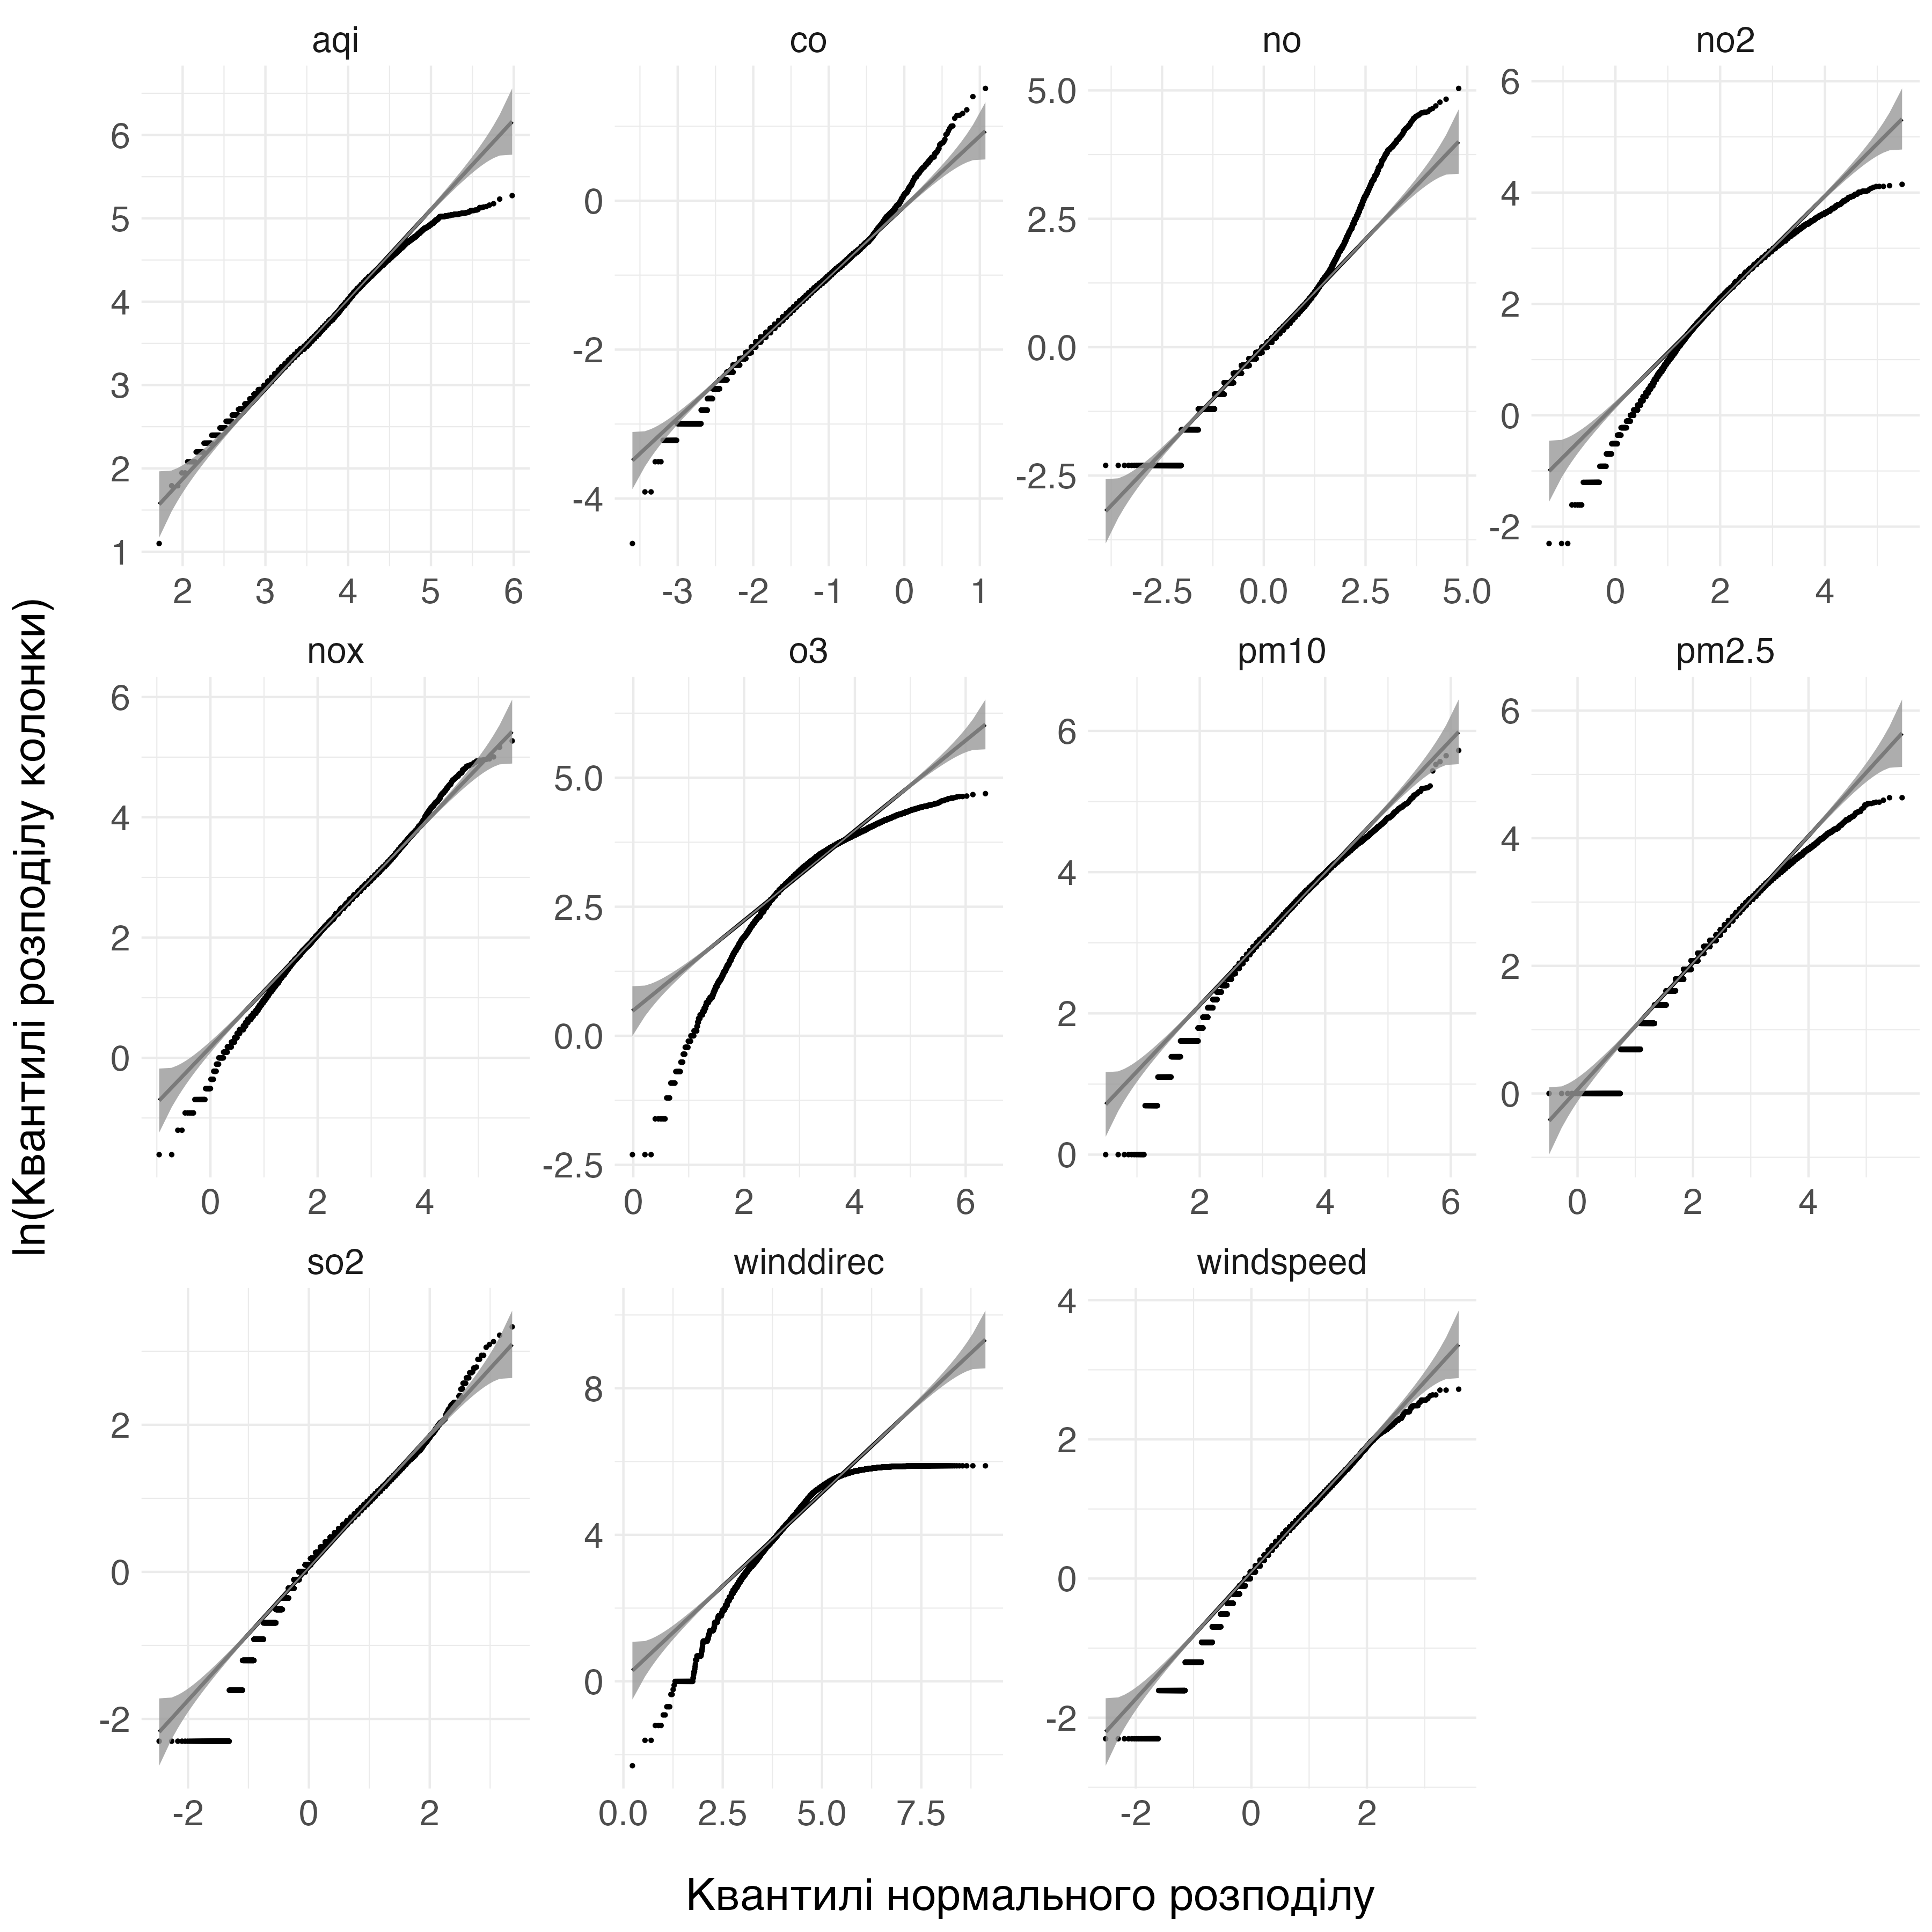 aqi
co
no
no2
6
5
4
3
2
1
2 3 4 5 6
0
-2
-4
-3 -2 -1 0 1
5.0
2.5
0.0
-2.5
-2.5 0.0 2.5 5.0
6
4
2
0
-2
0 2 4
nox
o3
pm10
pm2.5
6
4
2
0
0 2 4
5.0
2.5
0.0
-2.5
0 2 4 6
6
4
2
0
2 4 6
6
4
2
0
0 2 4
so2
winddirec
windspeed
2
0
-2
-2 0 2
8
4
0
0.0 2.5 5.0 7.5
4
2
0
-2
-2 0 2
ln(Квантилі розподілу колонки)
Квантилі нормального розподілу